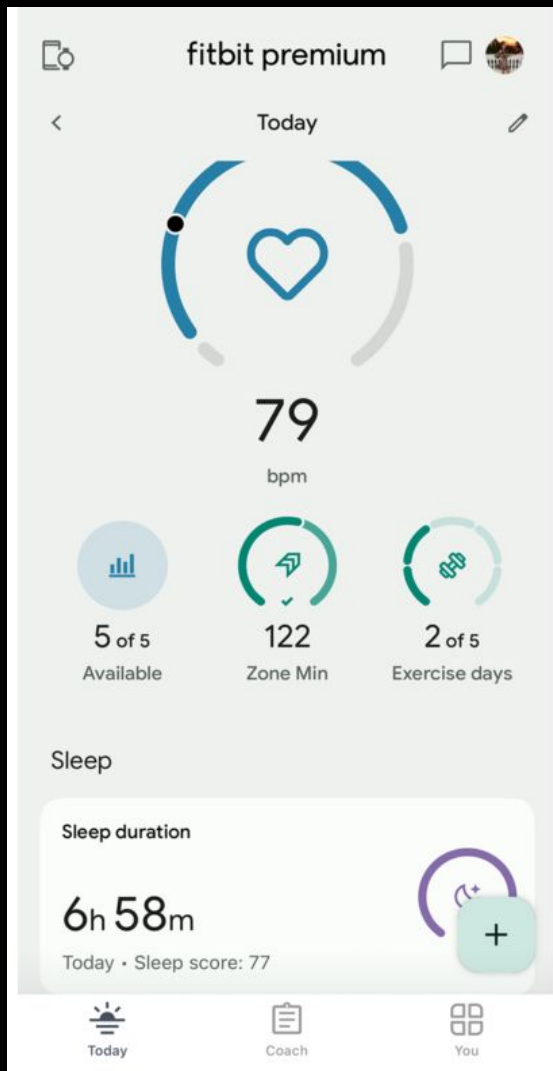 fitbit premium
Today
79
bpm
5 of 5
122
2 of 5
Available
Zone Min
Exercise days
Sleep
Sleep duration
6h 58m
Today • Sleep score: 77
+
Today
Coach
You